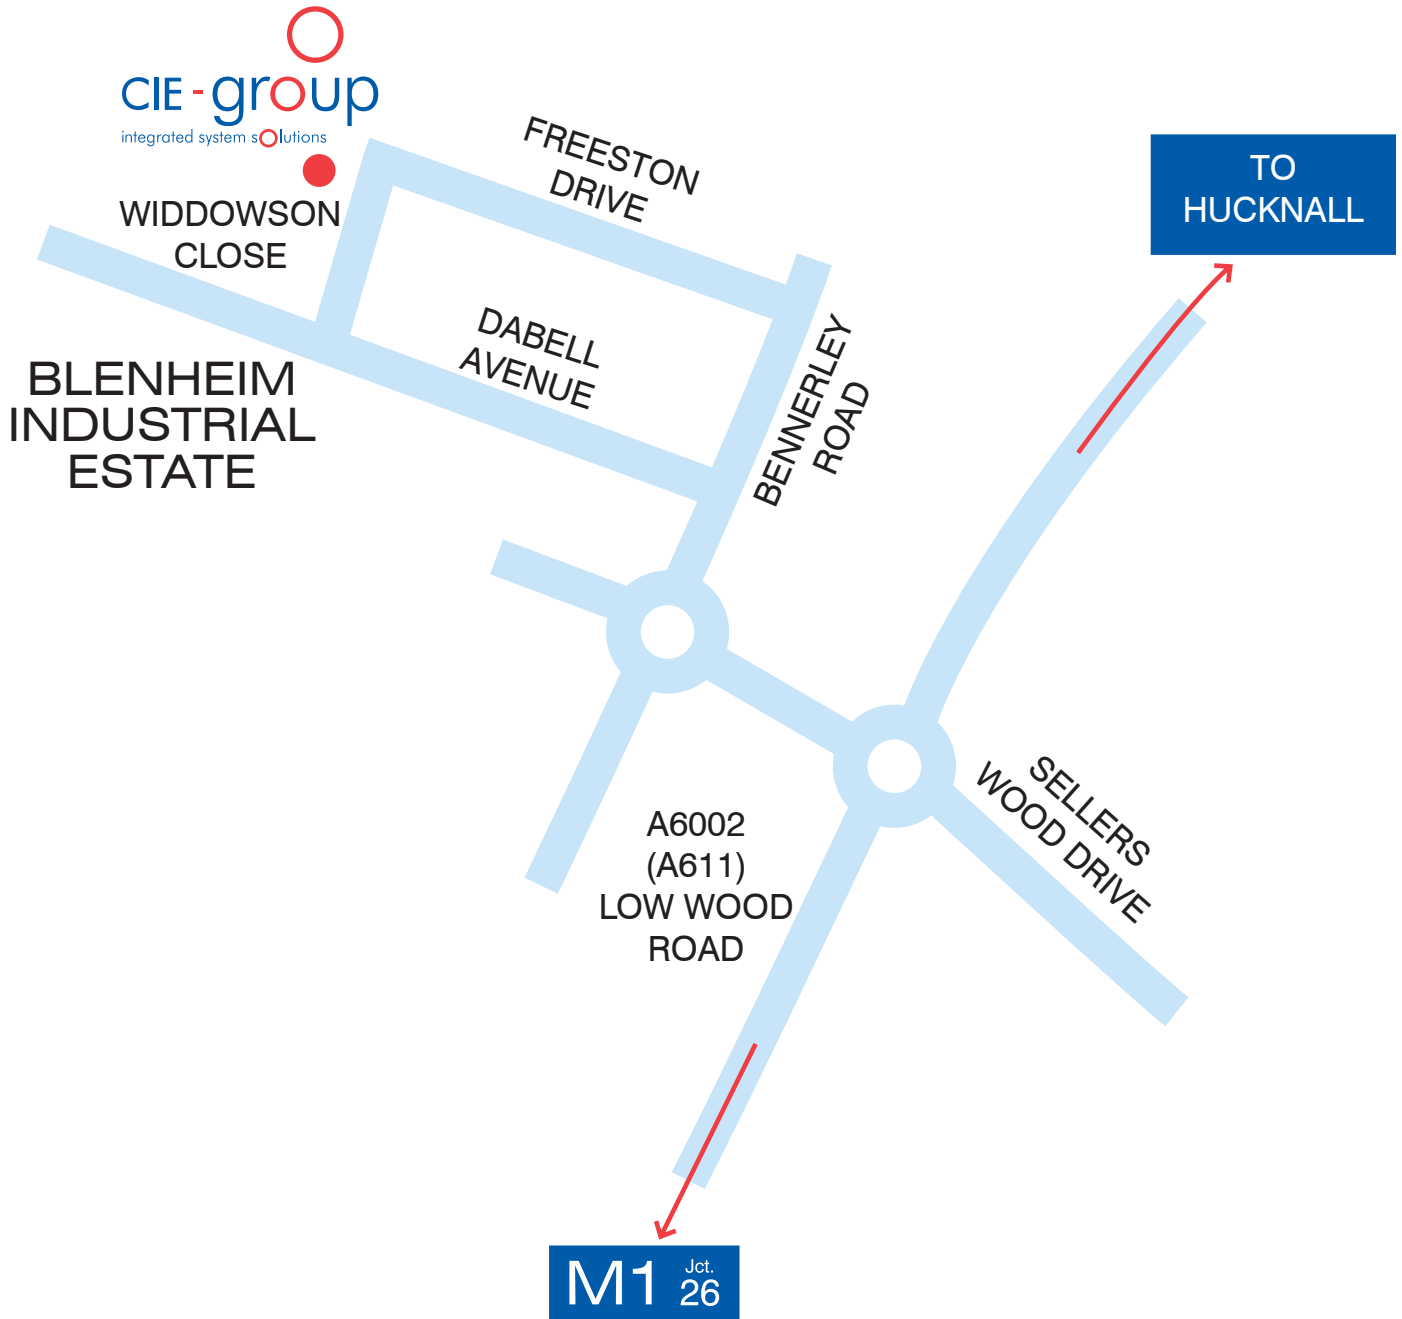 CIE-group
integrated system solutions
WIDDOWSON
CLOSE
FREESTON
DRIVE
TO
HUCKNALL
DABELL
AVENUE
BENNERLEY
ROAD
BLENHEIM
INDUSTRIAL
ESTATE
SELLERS
WOOD DRIVE
A6002
(A611)
LOW WOOD
ROAD
M1 Jct.
26